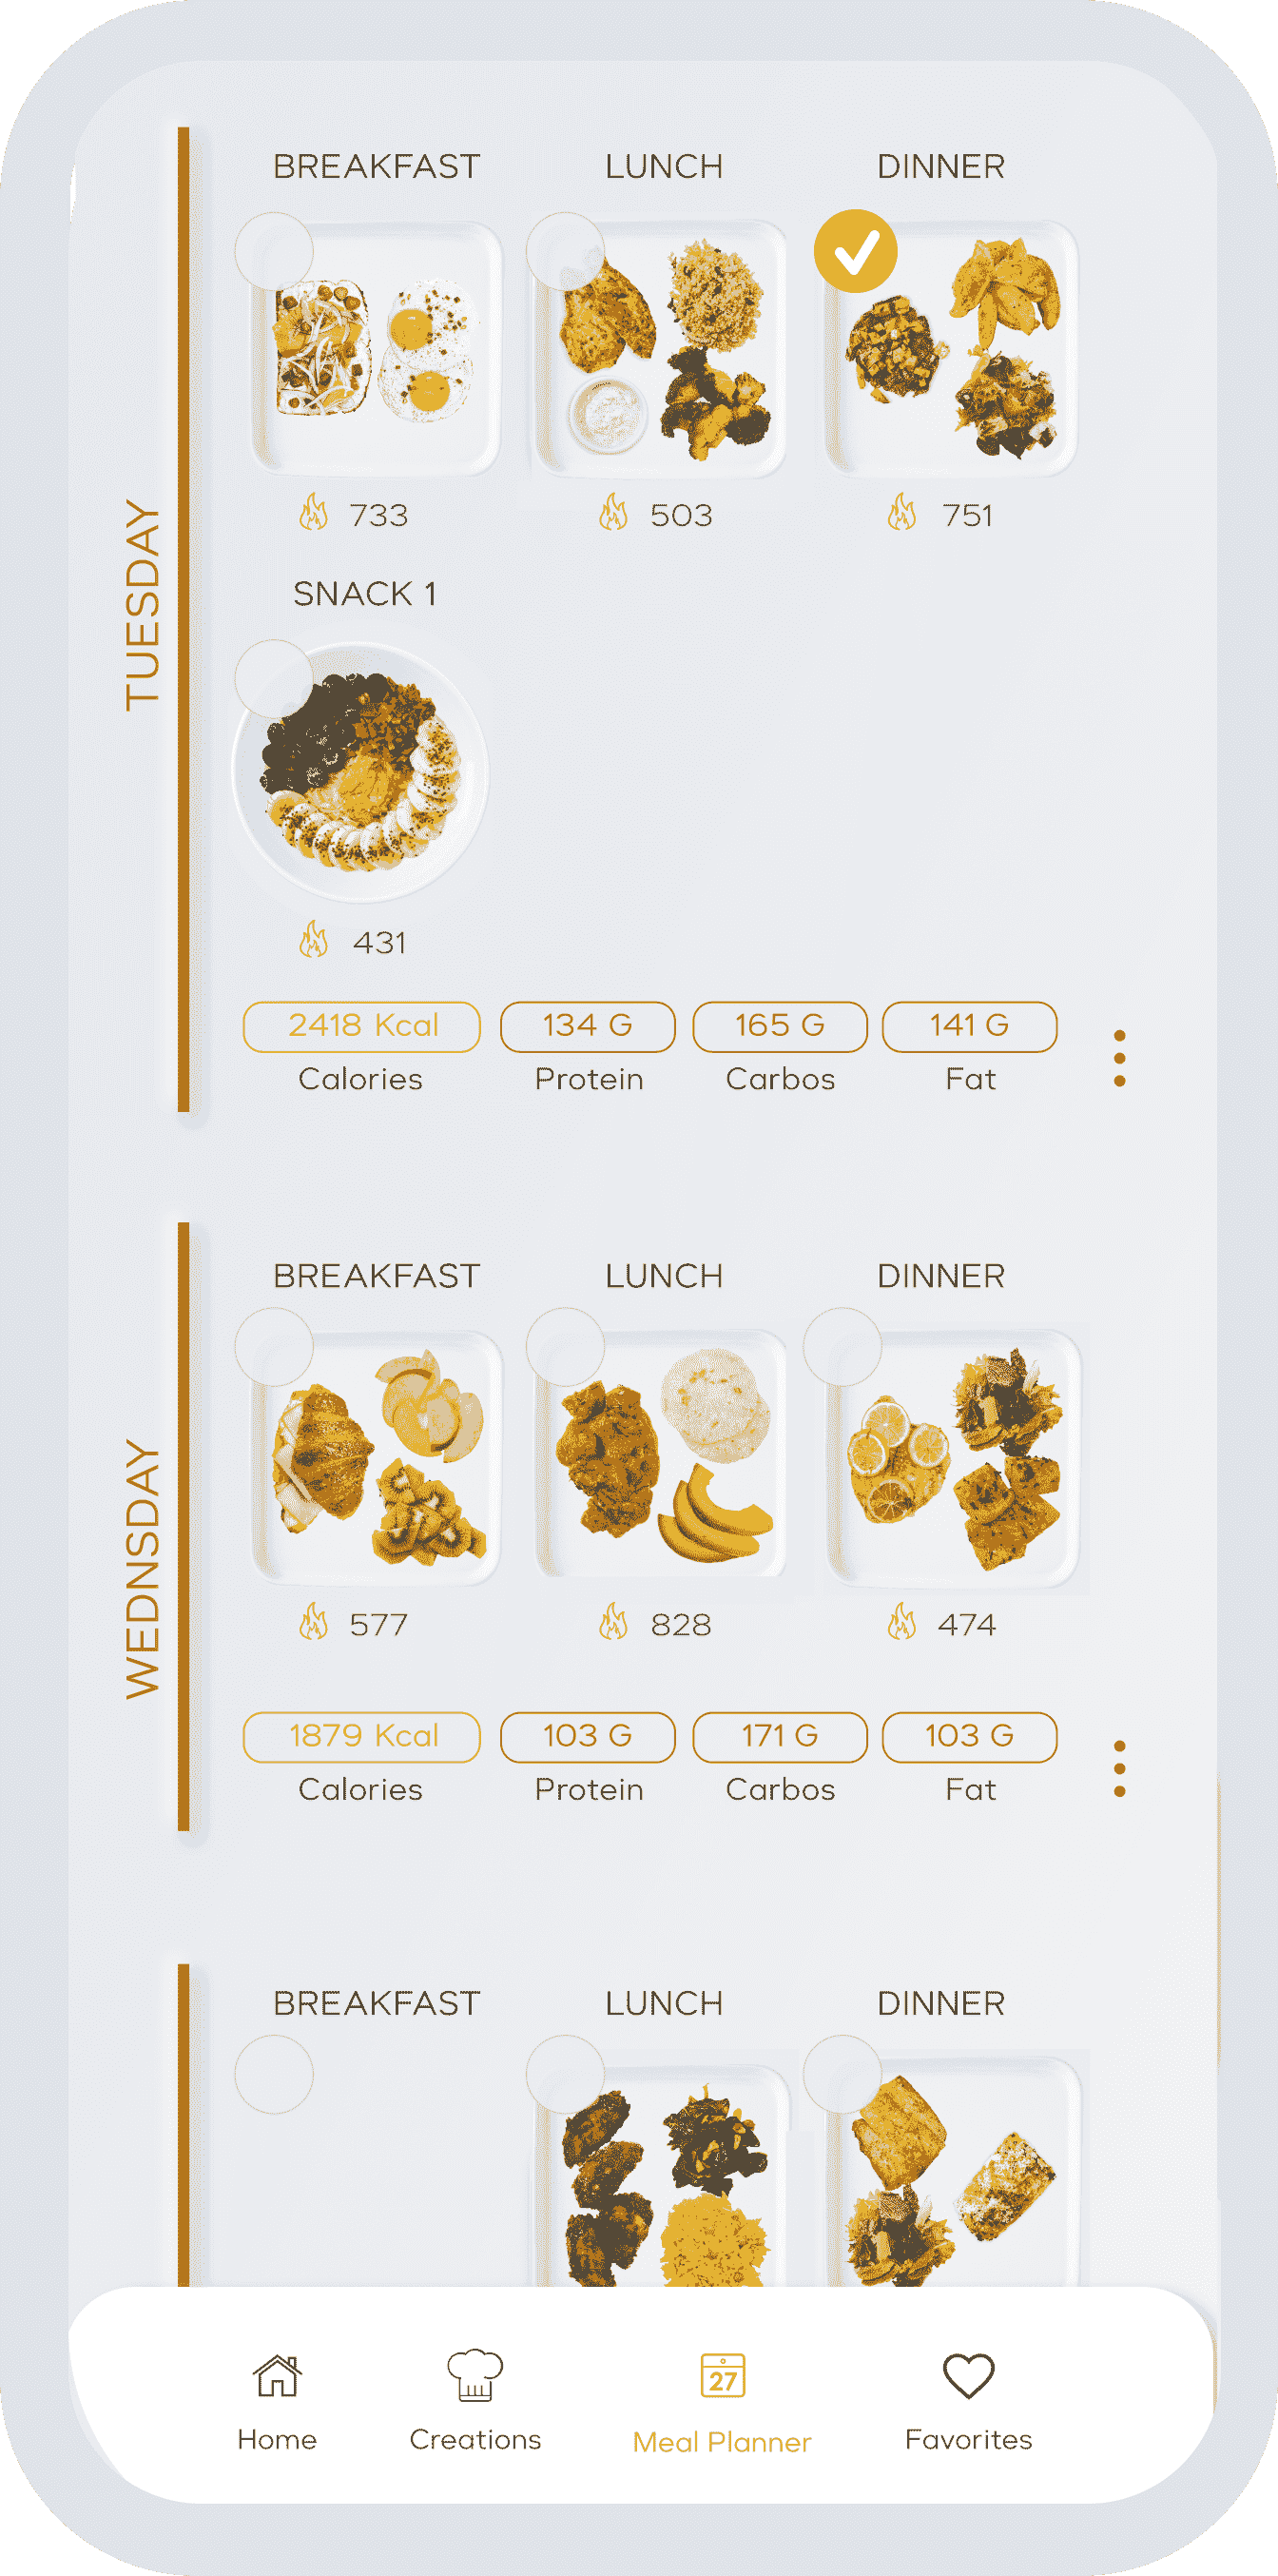 BREAKFAST LUNCH DINNER
733 503 751
TUESDAY
SNACK 1
431
2418 Kcal 134 G 165 G 141 G
Calories Protein Carbos Fat
BREAKFAST LUNCH DINNER
WEDNSDAY
577 828 474
1879 Kcal 103 G 171 G 103 G
Calories Protein Carbos Fat
BREAKFAST LUNCH DINNER
27
Home Creations Meal Planner Favorites